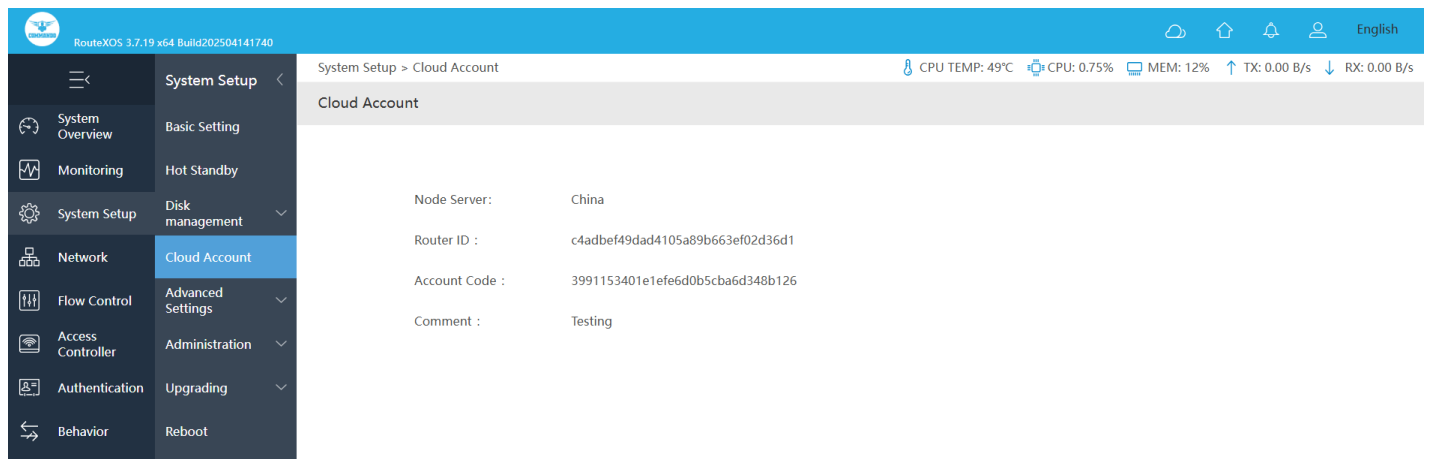 COMMANDO
RouteXOS 3.7.19 x64 Build202504141740
English
System Setup
System Setup > Cloud Account
CPU TEMP: 49℃
CPU: 0.75%
MEM: 12%
TX: 0.00 B/s
RX: 0.00 B/s
Cloud Account
System
Overview
Monitoring
System Setup
Network
Flow Control
Access
Controller
Authentication
Behavior
Basic Setting
Hot Standby
Disk
management
Cloud Account
Advanced
Settings
Administration
Upgrading
Reboot
Node Server: China
Router ID : c4adbef49dad4105a89b663ef02d36d1
Account Code : 3991153401e1efe6d0b5cba6d348b126
Comment : Testing